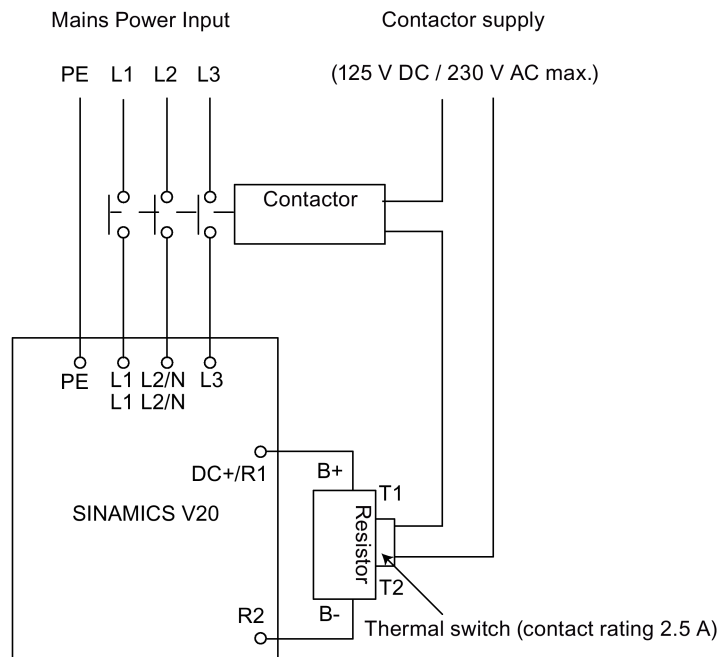 Mains Power Input
Contactor supply
PE L1 L2 L3
(125 V DC / 230 V AC max.)
Contactor
PE L1 L2/N L3
L1 L2/N
DC+/R1
B+
T1
SINAMICS V20
Resistor
T2
R2
B-
Thermal switch (contact rating 2.5 A)